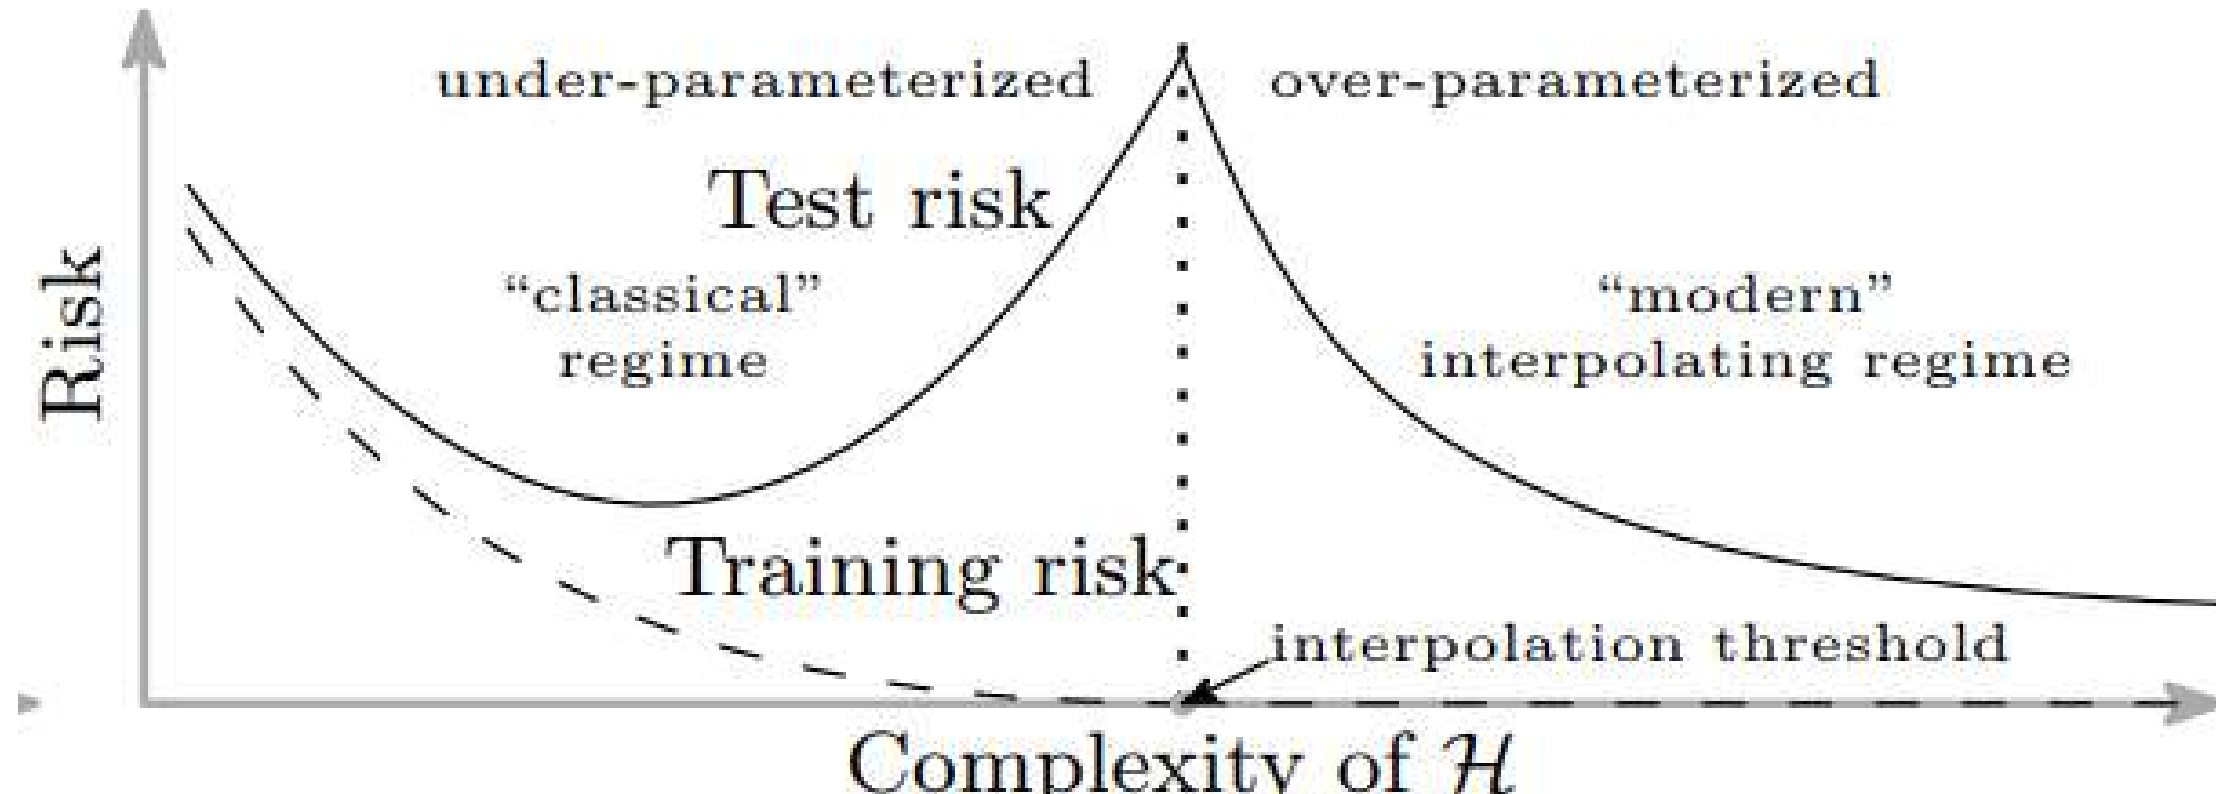 under-parameterized
over-parameterized
Test risk
“classical”
regime
“modern”
interpolating regime
Risk
Training risk
interpolation threshold
Complexity of ℋ